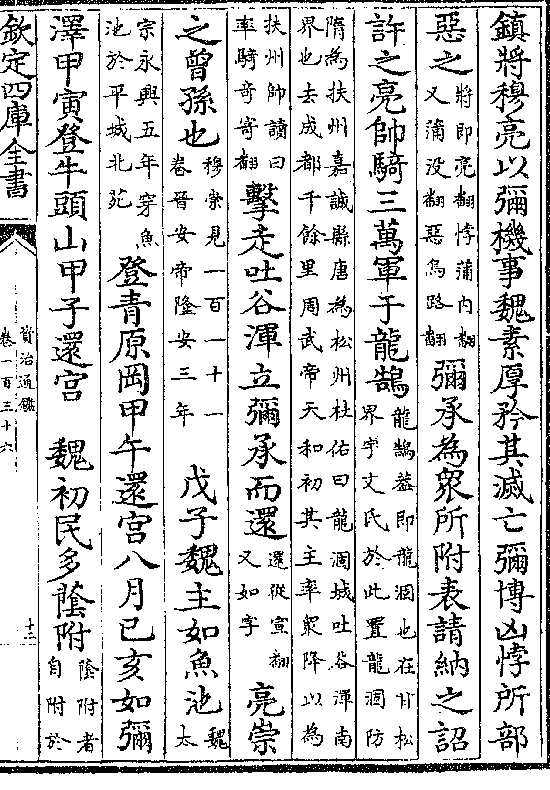 鎮將穆亮以彌機事魏素厚矜其滅亡彌博凶悖所部
惡之將即亮翻悖蒲内翻又蒲没翻惡烏路翻彌承為衆所附表請納之詔
許之亮帥騎三萬軍于龍鵠龍鵠葢即龍涸也在甘松界宇文氏於此置龍涸防
隋為扶州嘉誠縣唐為松州杜佑曰龍涸城吐谷渾南界也去成都千餘里周武帝天和初其主率衆降以為
扶州帥讀曰率騎奇寄翻擊走吐谷渾立彌承而還還從宣翻又如字亮崇
之曾孫也穆崇見一百一十一卷晉安帝隆安三年戊子魏主如魚池魏太
宗永興五年穿魚池於平城北苑登青原岡甲午還宫八月己亥如彌
澤甲寅登牛頭山甲子還宫　魏初民多蔭附蔭附者自附於
欽定四庫全書
資治通鑑
卷一百三十六
十二